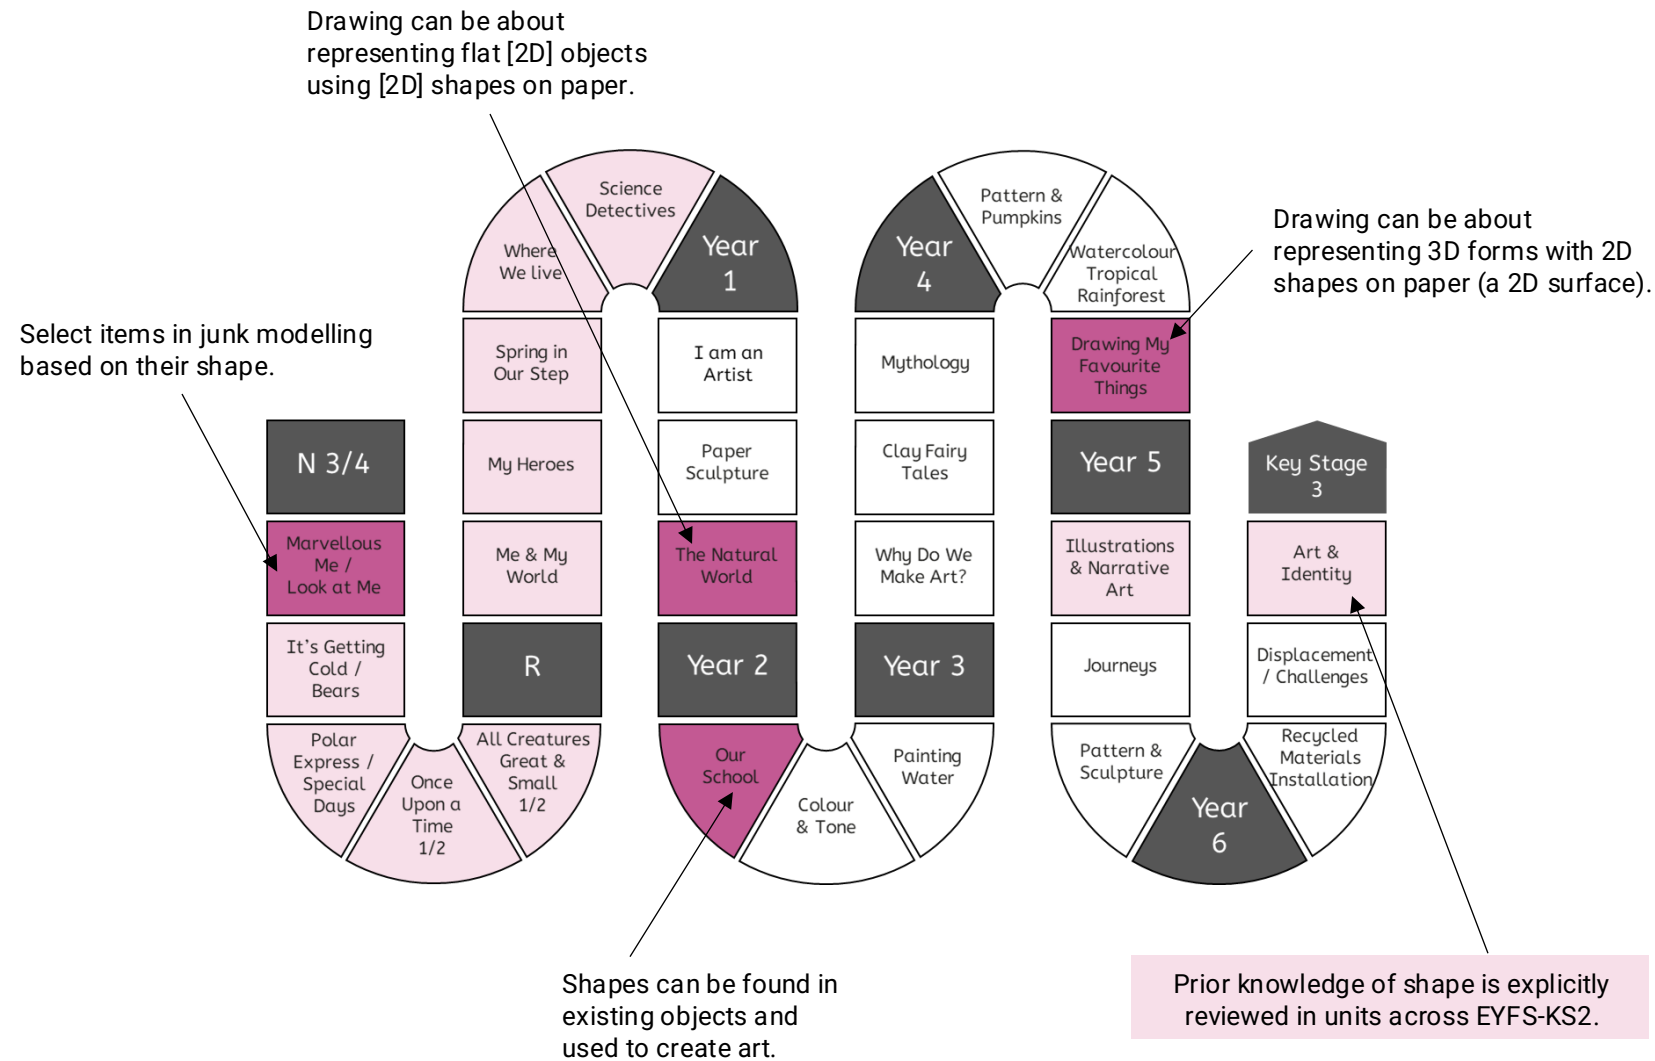 Drawing can be about
representing flat [2D] objects
using [2D] shapes on paper.
Select items in junk modelling
based on their shape.
Drawing can be about
representing 3D forms with 2D
shapes on paper (a 2D surface).
N 3/4
Marvellous
Me /
Look at Me
It's Getting
Cold /
Bears
Polar
Express /
Special
Days
Once
Upon a
Time
1/2
All Creatures
Great &
Small
1/2
R
Me & My
World
My Heroes
Spring in
Our Step
Where
We live
Science
Detectives
Year
1
I am an
Artist
Paper
Sculpture
The Natural
World
Year 2
Our
School
Colour
& Tone
Painting
Water
Year 3
Why Do We
Make Art?
Clay Fairy
Tales
Mythology
Year
4
Pattern &
Pumpkins
Watercolour
Tropical
Rainforest
Drawing My
Favourite
Things
Year 5
Illustrations
& Narrative
Art
Journeys
Pattern &
Sculpture
Year
6
Recycled
Materials
Installation
Displacement
/ Challenges
Art &
Identity
Key Stage
3
Shapes can be found in
existing objects and
used to create art.
Prior knowledge of shape is explicitly
reviewed in units across EYFS-KS2.